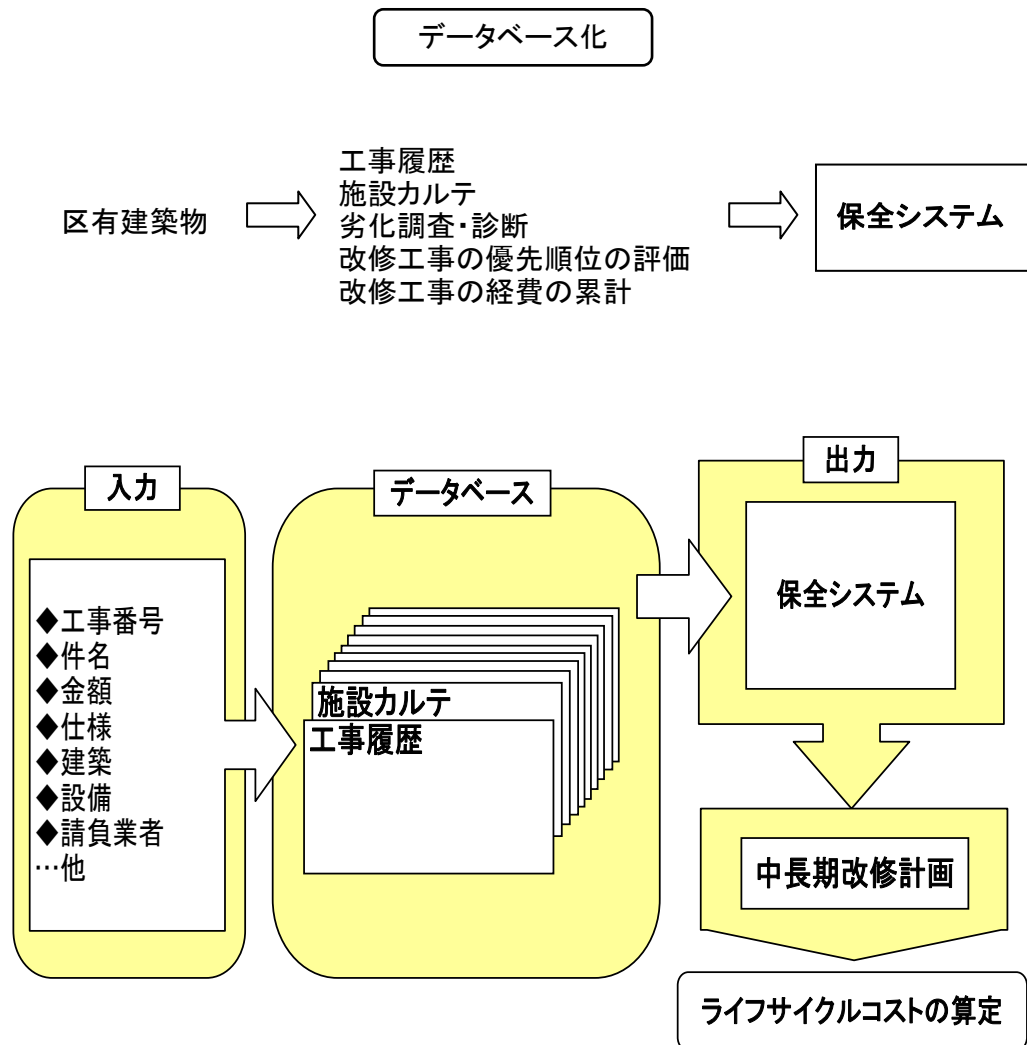 データベース化
区有建築物
工事履歴
施設カルテ
劣化調査・診断
改修工事の優先順位の評価
改修工事の経費の累計
保全システム
入力
◆工事番号
◆件名
◆金額
◆仕様
◆建築
◆設備
◆請負業者
…他
データベース
施設カルテ
工事履歴
出力
保全システム
中長期改修計画
ライフサイクルコストの算定